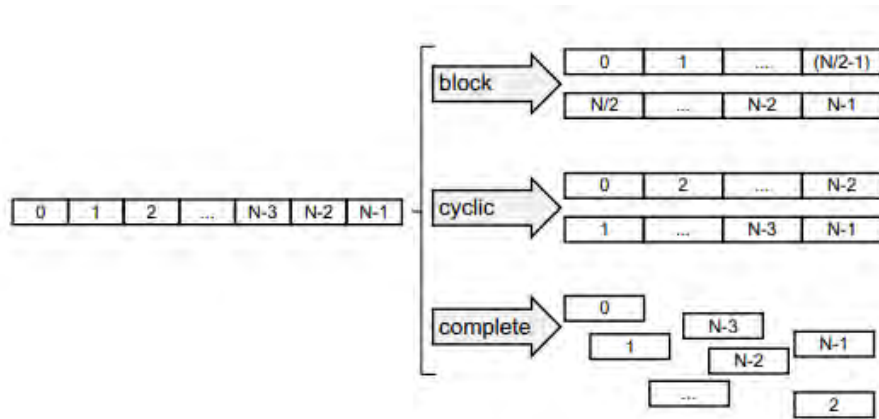 0 1 .... (N/2-1)
block
N/2 ... N-2 N-1
0 2 ... N-2
0 1 2 ... N-3 N-2 N-1
cyclic
1 ... N-3 N-1
0
complete
N-3
1
N-1
N-2
...
2